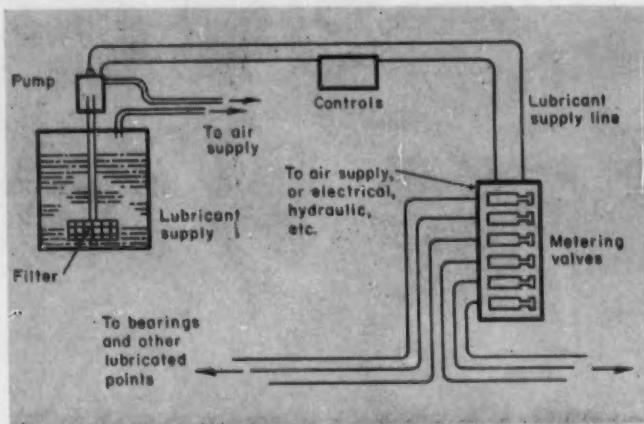 Pump
Controls
Lubricant
supply line
To air
supply
To air supply,
or electrical,
hydraulic,
etc.
Lubricant
supply
Metering
valves
Filter
To bearings
and other
lubricated
points